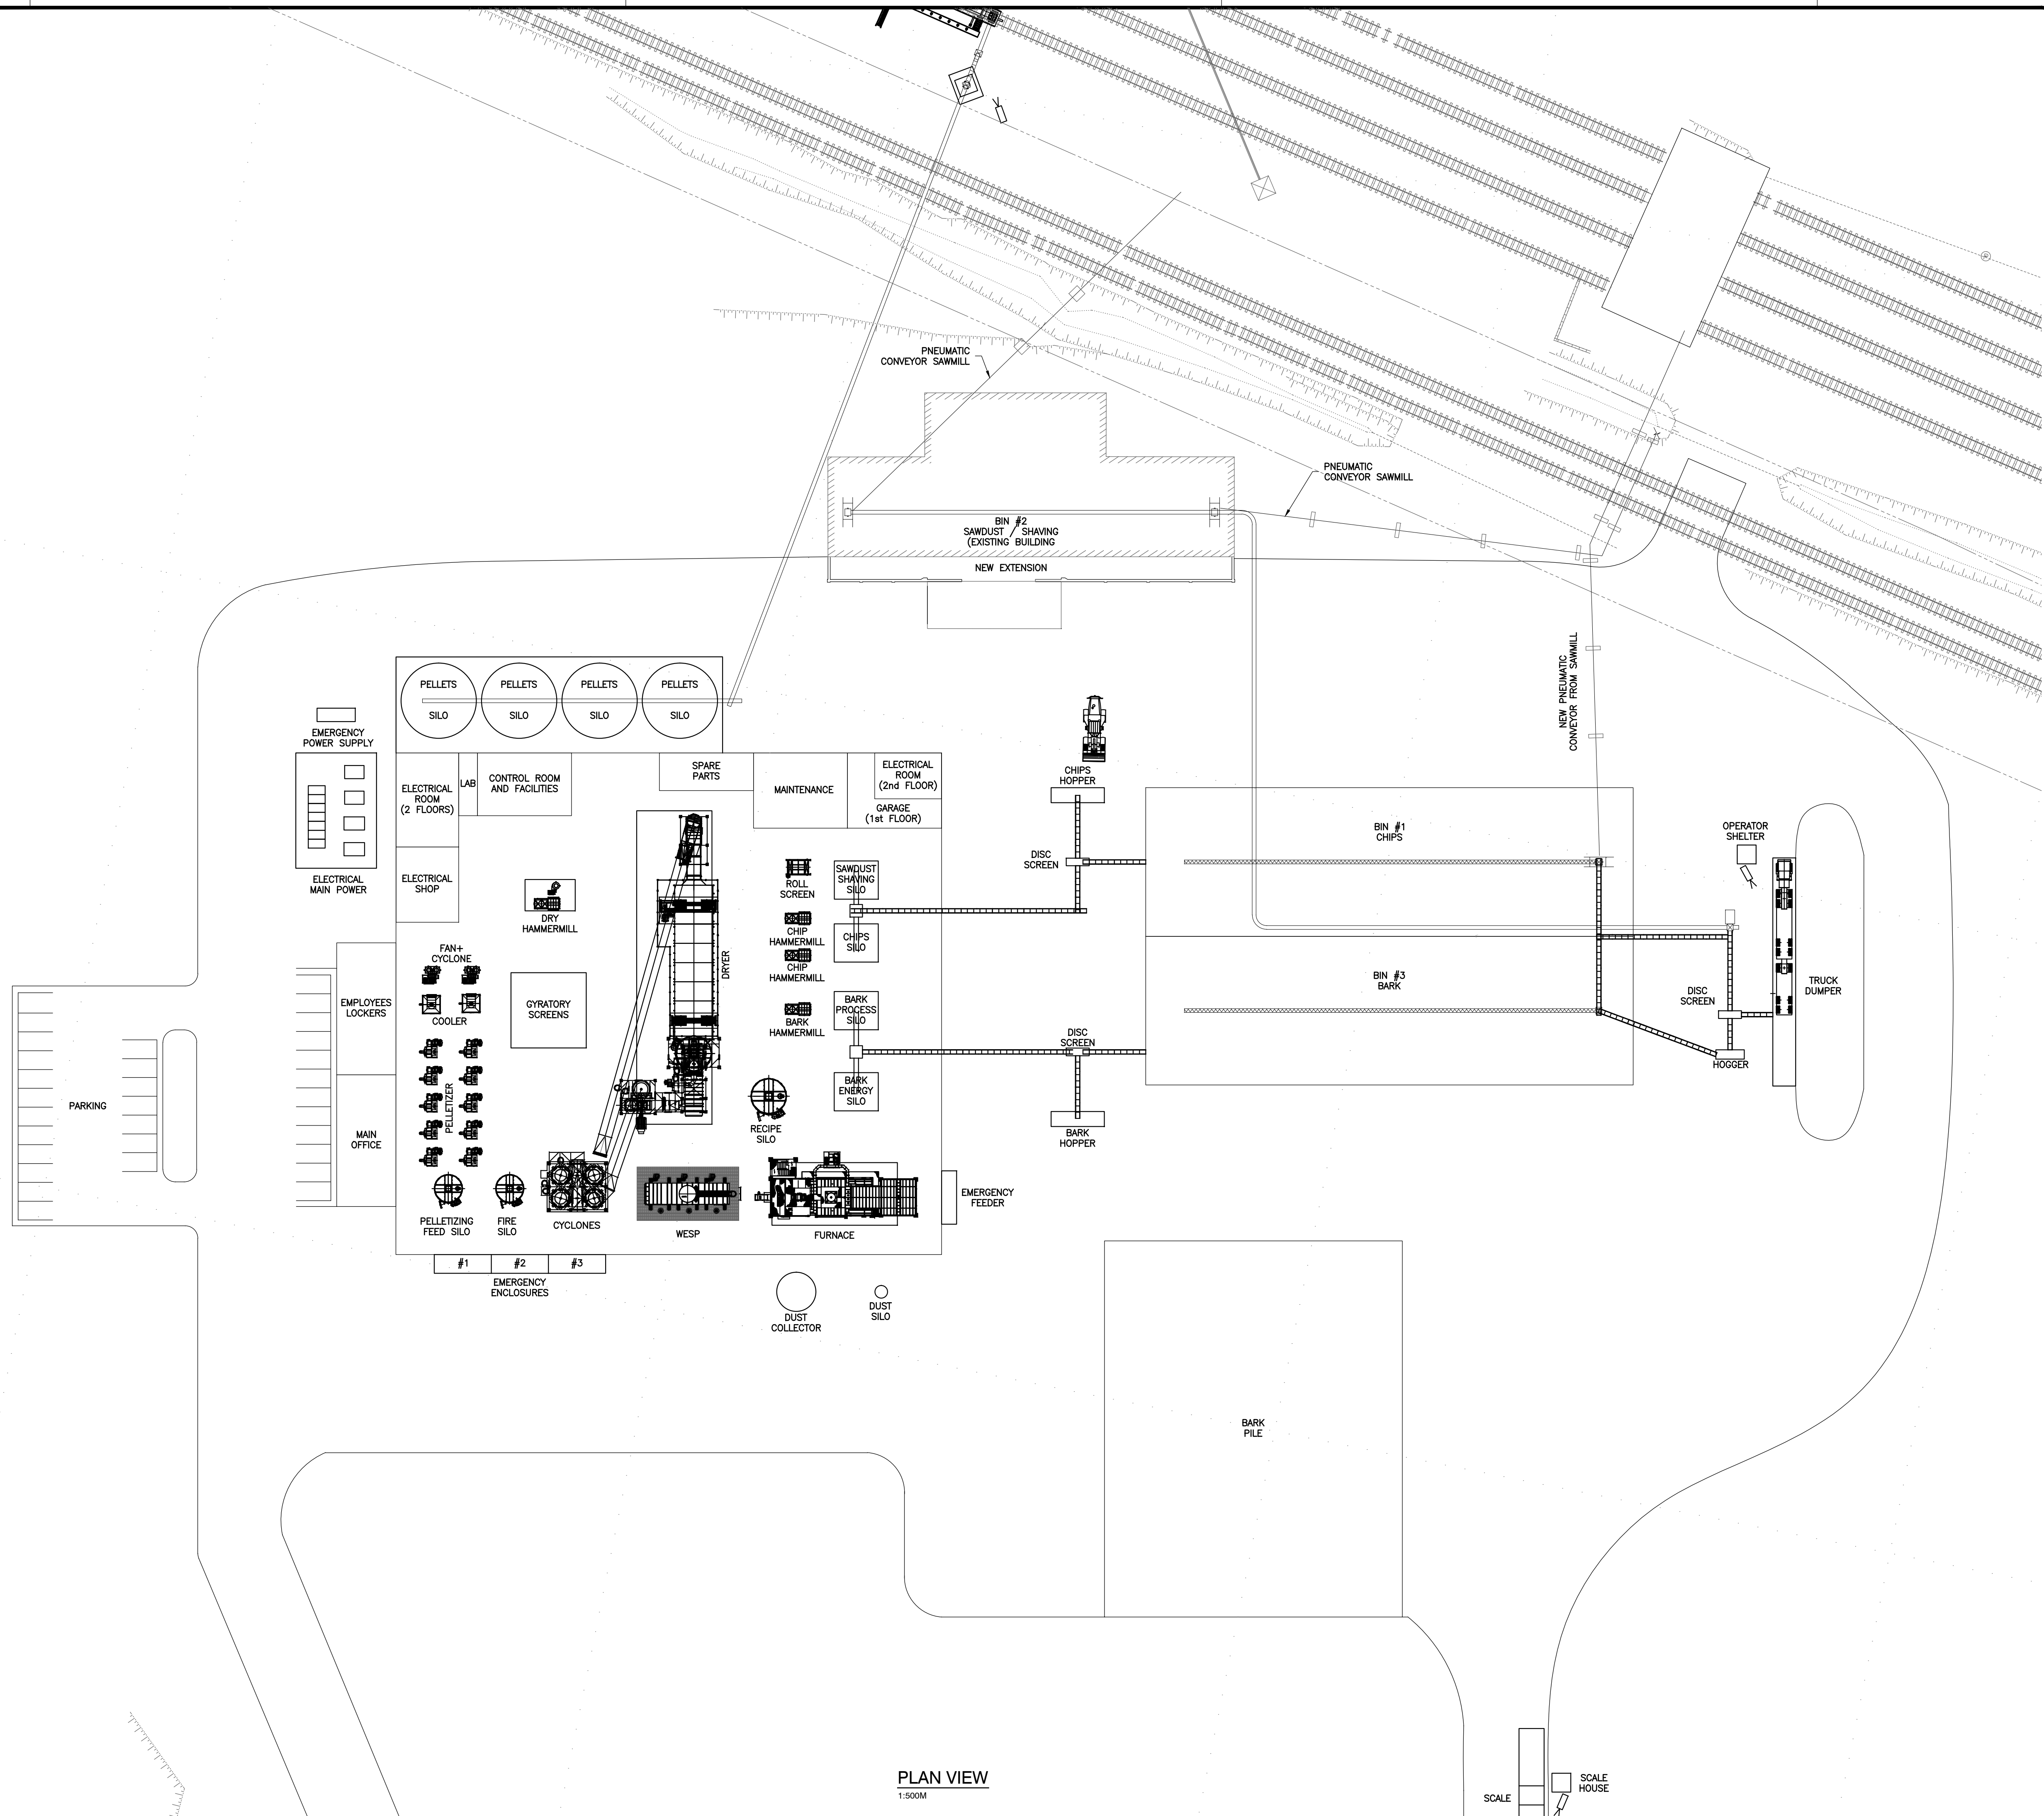 PNEUMATIC
CONVEYOR SAWMILL
PNEUMATIC
CONVEYOR SAWMILL
BIN #2
SAWDUST / SHAVING
(EXISTING BUILDING
NEW EXTENSION
NEW PNEUMATIC
CONVEYOR FROM SAWMILL
PELLETS
SILO
PELLETS
SILO
PELLETS
SILO
PELLETS
SILO
EMERGENCY
POWER SUPPLY
ELECTRICAL
MAIN POWER
ELECTRICAL
ROOM
(2 FLOORS)
LAB
CONTROL ROOM
AND FACILITIES
SPARE
PARTS
MAINTENANCE
ELECTRICAL
ROOM
(2nd FLOOR)
GARAGE
(1st FLOOR)
CHIPS
HOPPER
BIN #1
CHIPS
OPERATOR
SHELTER
ELECTRICAL
SHOP
DRY
HAMMERMILL
ROLL
SCREEN
SAWDUST
SHAVING
SILO
DISC
SCREEN
CHIP
HAMMERMILL
CHIPS
SILO
CHIP
HAMMERMILL
FAN+
CYCLONE
DRYER
COOLER
GYRATORY
SCREENS
EMPLOYEES
LOCKERS
BARK
PROCESS
SILO
BARK
HAMMERMILL
BIN #3
BARK
DISC
SCREEN
TRUCK
DUMPER
DISC
SCREEN
HOGGER
BARK
ENERGY
SILO
PARKING
PELLETIZER
MAIN
OFFICE
RECIPE
SILO
BARK
HOPPER
EMERGENCY
FEEDER
PELLETIZING
FEED SILO
FIRE
SILO
CYCLONES
WESP
FURNACE
#1
#2
#3
EMERGENCY
ENCLOSURES
DUST
COLLECTOR
DUST
SILO
BARK
PILE
PLAN VIEW
1:500M
SCALE
SCALE
HOUSE